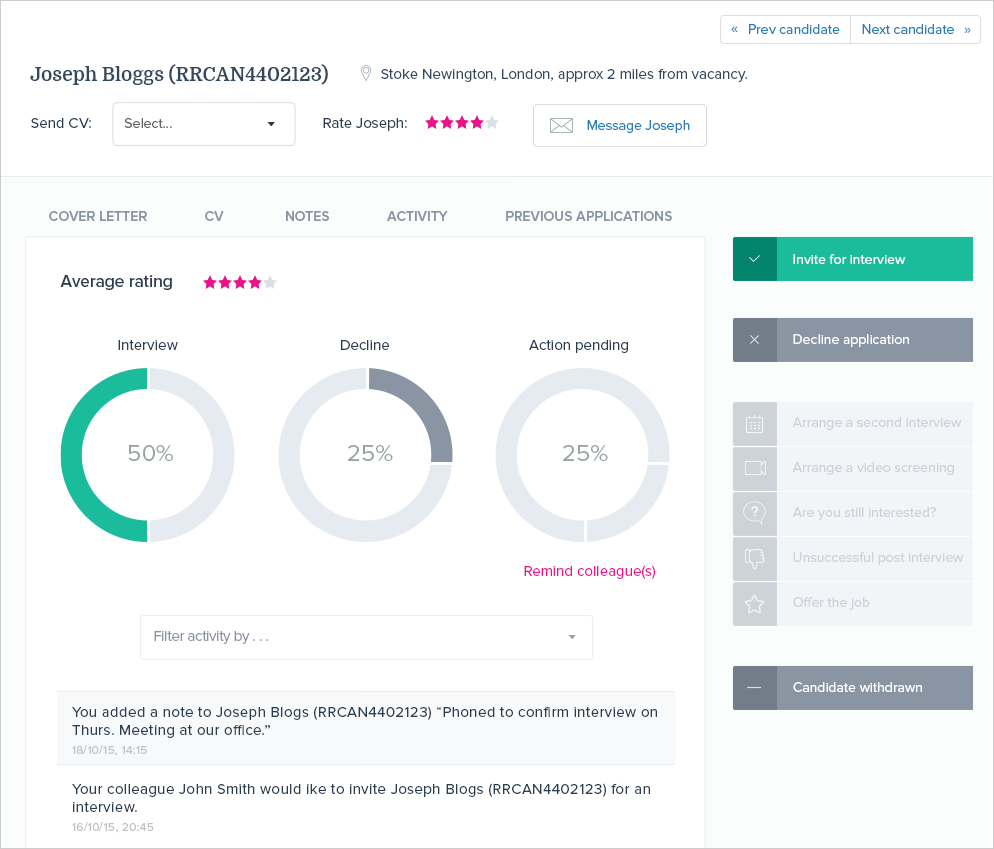 « Prev candidate Next candidate »
Joseph Bloggs (RRCAN4402123) Stoke Newington, London, approx 2 miles from vacancy.
Send CV: Select... Rate Joseph: Message Joseph
COVER LETTER CV NOTES ACTIVITY PREVIOUS APPLICATIONS
Average rating
Interview Decline Action pending
50% 25% 25%
Remind colleague(s)
Filter activity by . . .
You added a note to Joseph Blogs (RRCAN4402123) “Phoned to confirm interview on
Thurs. Meeting at our office.”
18/10/15, 14:15
Your colleague John Smith would ike to invite Joseph Blogs (RRCAN4402123) for an
interview.
16/10/15, 20:45
Invite for interview
Decline application
Arrange a second interview
Arrange a video screening
? Are you still interested?
Unsuccessful post interview
Offer the job
Candidate withdrawn